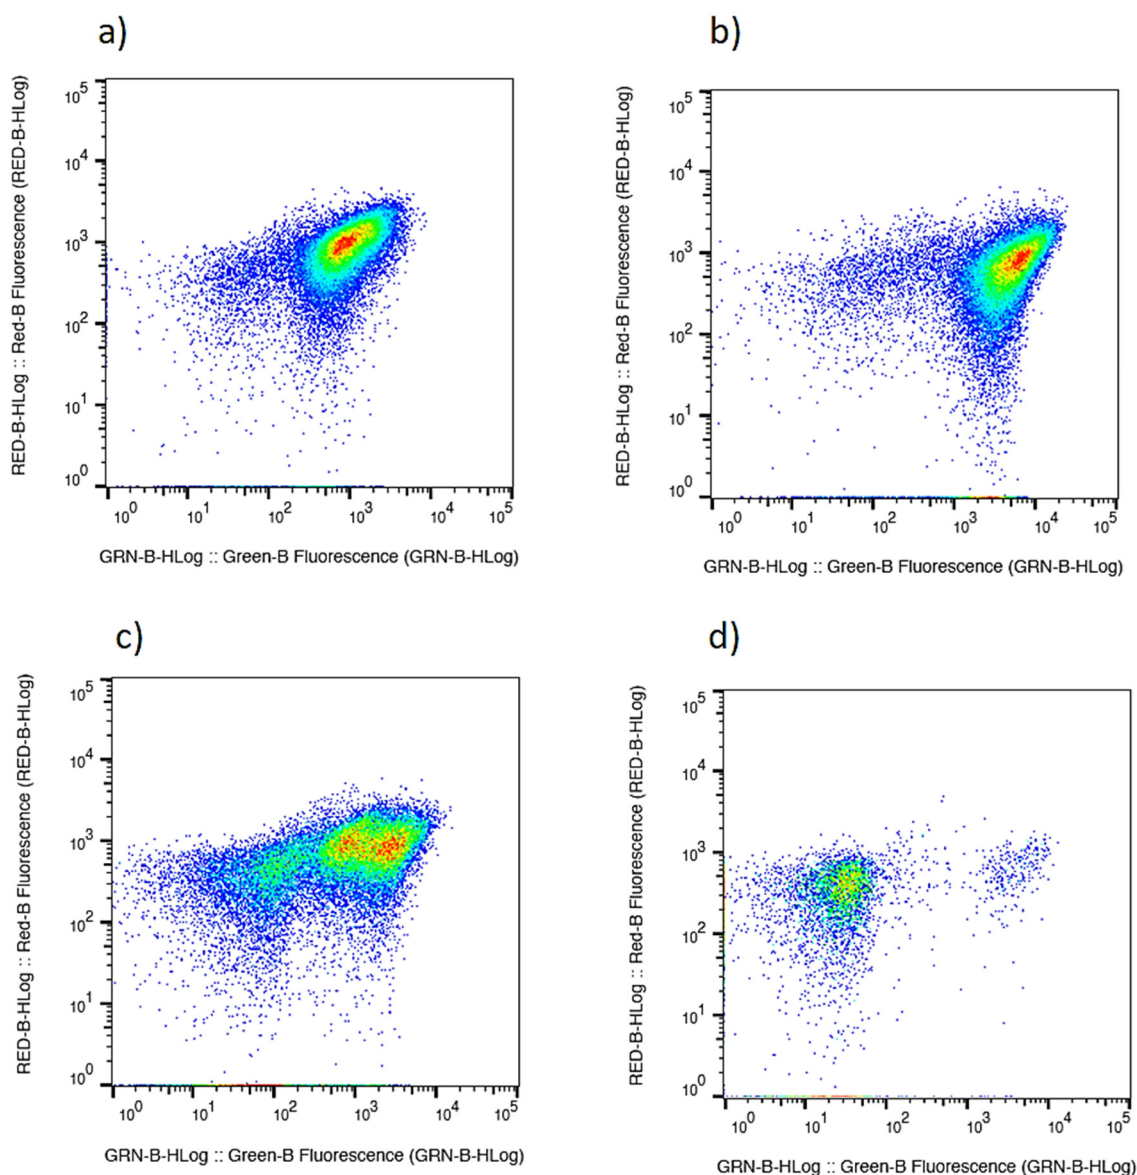 a)
RED-B-HLog :: Red-B Fluorescence (RED-B-HLog)
10^5
10^4
10^3
10^2
10^1
10^0
10^0 10^1 10^2 10^3 10^4 10^5
GRN-B-HLog :: Green-B Fluorescence (GRN-B-HLog)
b)
RED-B-HLog :: Red-B Fluorescence (RED-B-HLog)
10^5
10^4
10^3
10^2
10^1
10^0
10^0 10^1 10^2 10^3 10^4 10^5
GRN-B-HLog :: Green-B Fluorescence (GRN-B-HLog)
c)
RED-B-HLog :: Red-B Fluorescence (RED-B-HLog)
10^5
10^4
10^3
10^2
10^1
10^0
10^0 10^1 10^2 10^3 10^4 10^5
GRN-B-HLog :: Green-B Fluorescence (GRN-B-HLog)
d)
RED-B-HLog :: Red-B Fluorescence (RED-B-HLog)
10^5
10^4
10^3
10^2
10^1
10^0
10^0 10^1 10^2 10^3 10^4 10^5
GRN-B-HLog :: Green-B Fluorescence (GRN-B-HLog)